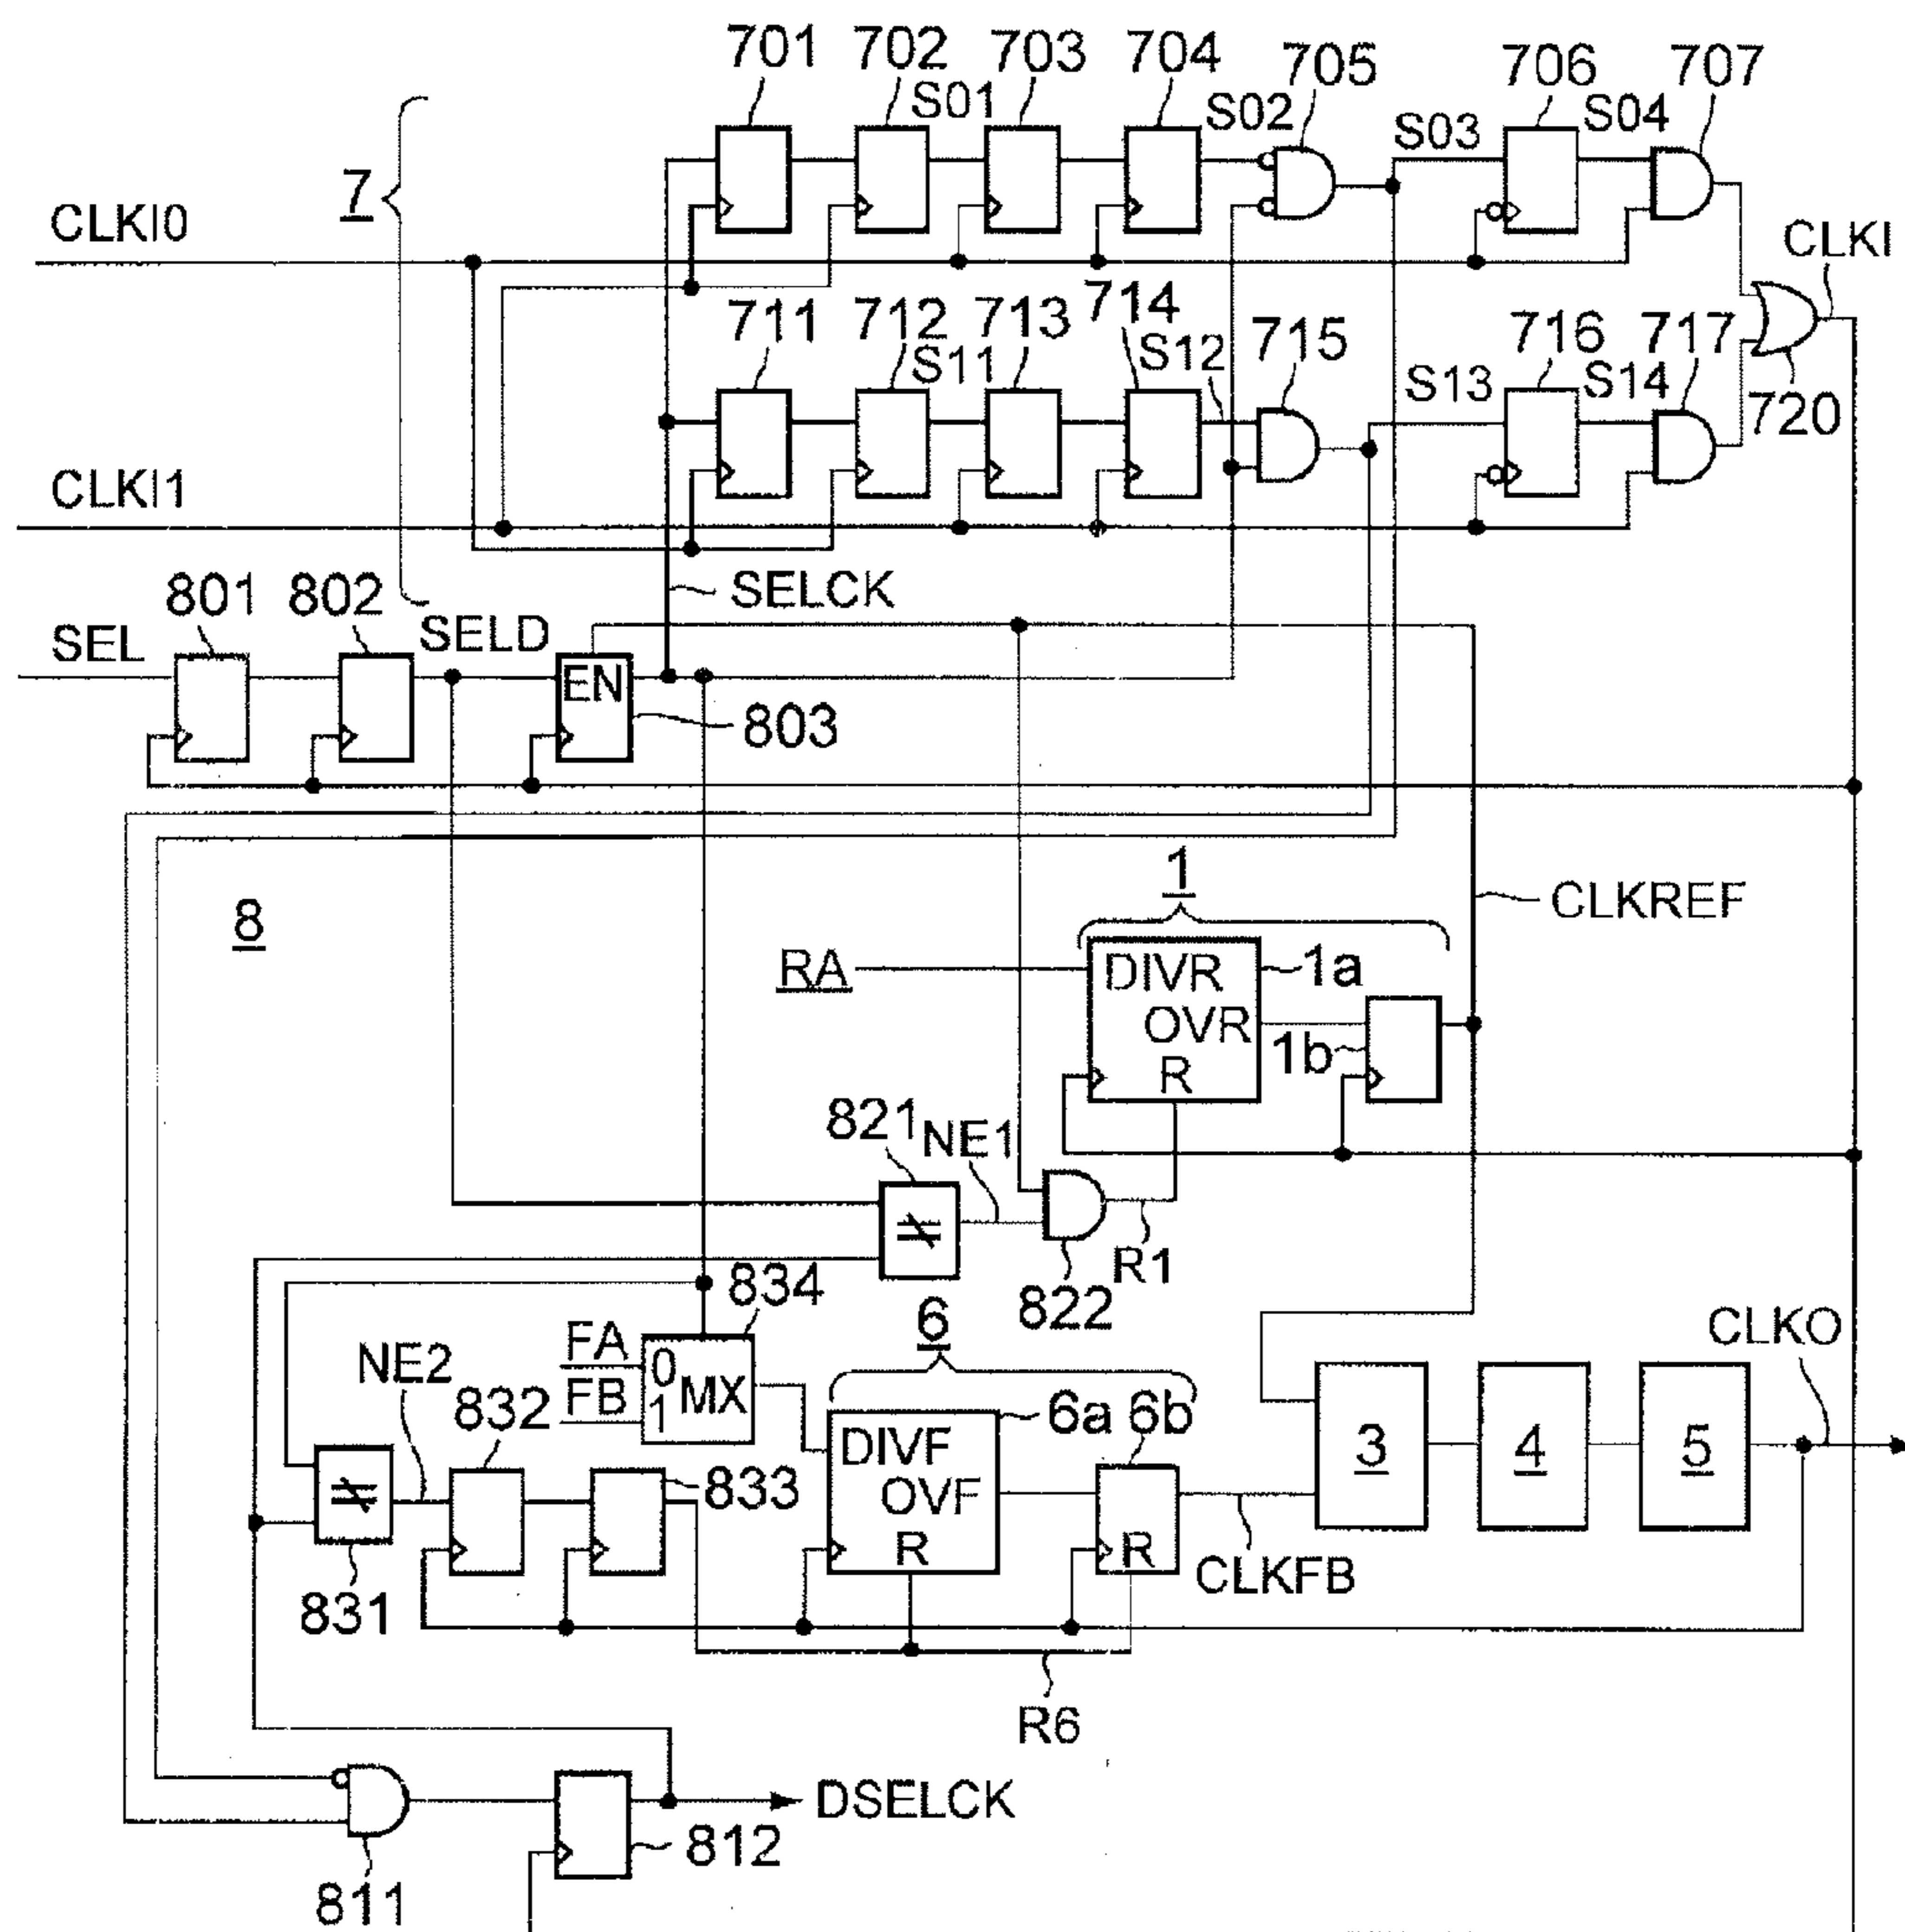 701 702 703 704 705 706 707
S01 S02 S03 S04
7
CLKI0
CLKI
711 712 713 714 715 716 717
S11 S12 S13 S14
720
CLKI1
SELCK
801 802
SEL SELD
EN
803
8
1
CLKREF
RA
DIVR 1a
OVR
1b
R
821 NE1
R1
822
834
6
CLKO
FA
FB
0
1
MX
NE2
832
833
6a 6b
DIVF
OVF
R
R
3 4 5
CLKFB
831
R6
DSELCK
812
811